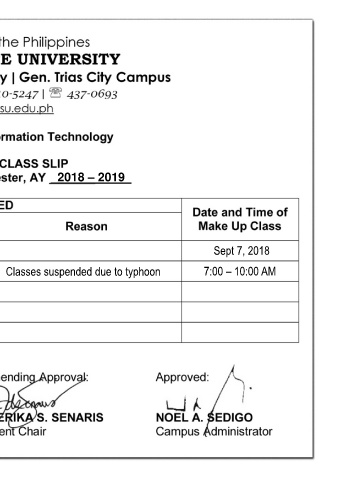 the Philippines
E UNIVERSITY
y | Gen. Trias City Campus
0-5247 | ☏ 437-0693
su.edu.ph
rmation Technology
CLASS SLIP
ester, AY 2018 – 2019
ED
Reason
Date and Time of
Make Up Class
Sept 7, 2018
Classes suspended due to typhoon
7:00 – 10:00 AM
ending Approval:
Approved:
ERIKA S. SENARIS
NOEL A. SEDIGO
ent Chair
Campus Administrator